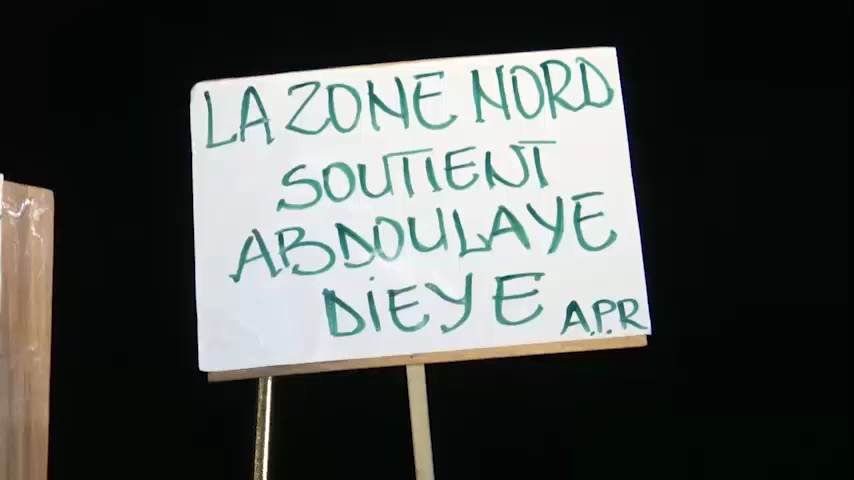 LA ZONE NORD
SOUTIENT
ABDOULAYE
DiEYE A.P.R